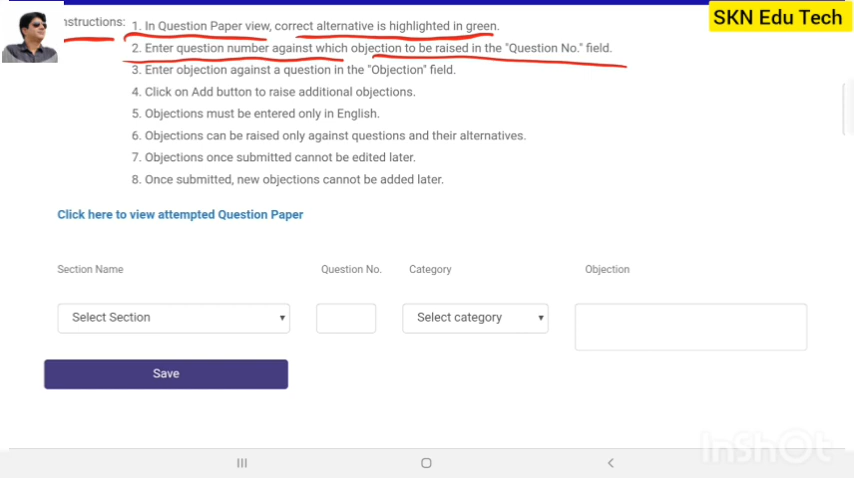 SKN Edu Tech
nstructions: 1. In Question Paper view, correct alternative is highlighted in green.
2. Enter question number against which objection to be raised in the "Question No." field.
3. Enter objection against a question in the "Objection" field.
4. Click on Add button to raise additional objections.
5. Objections must be entered only in English.
6. Objections can be raised only against questions and their alternatives.
7. Objections once submitted cannot be edited later.
8. Once submitted, new objections cannot be added later.
Click here to view attempted Question Paper
Section Name Question No. Category Objection
Select Section Select category
Save
InShOt